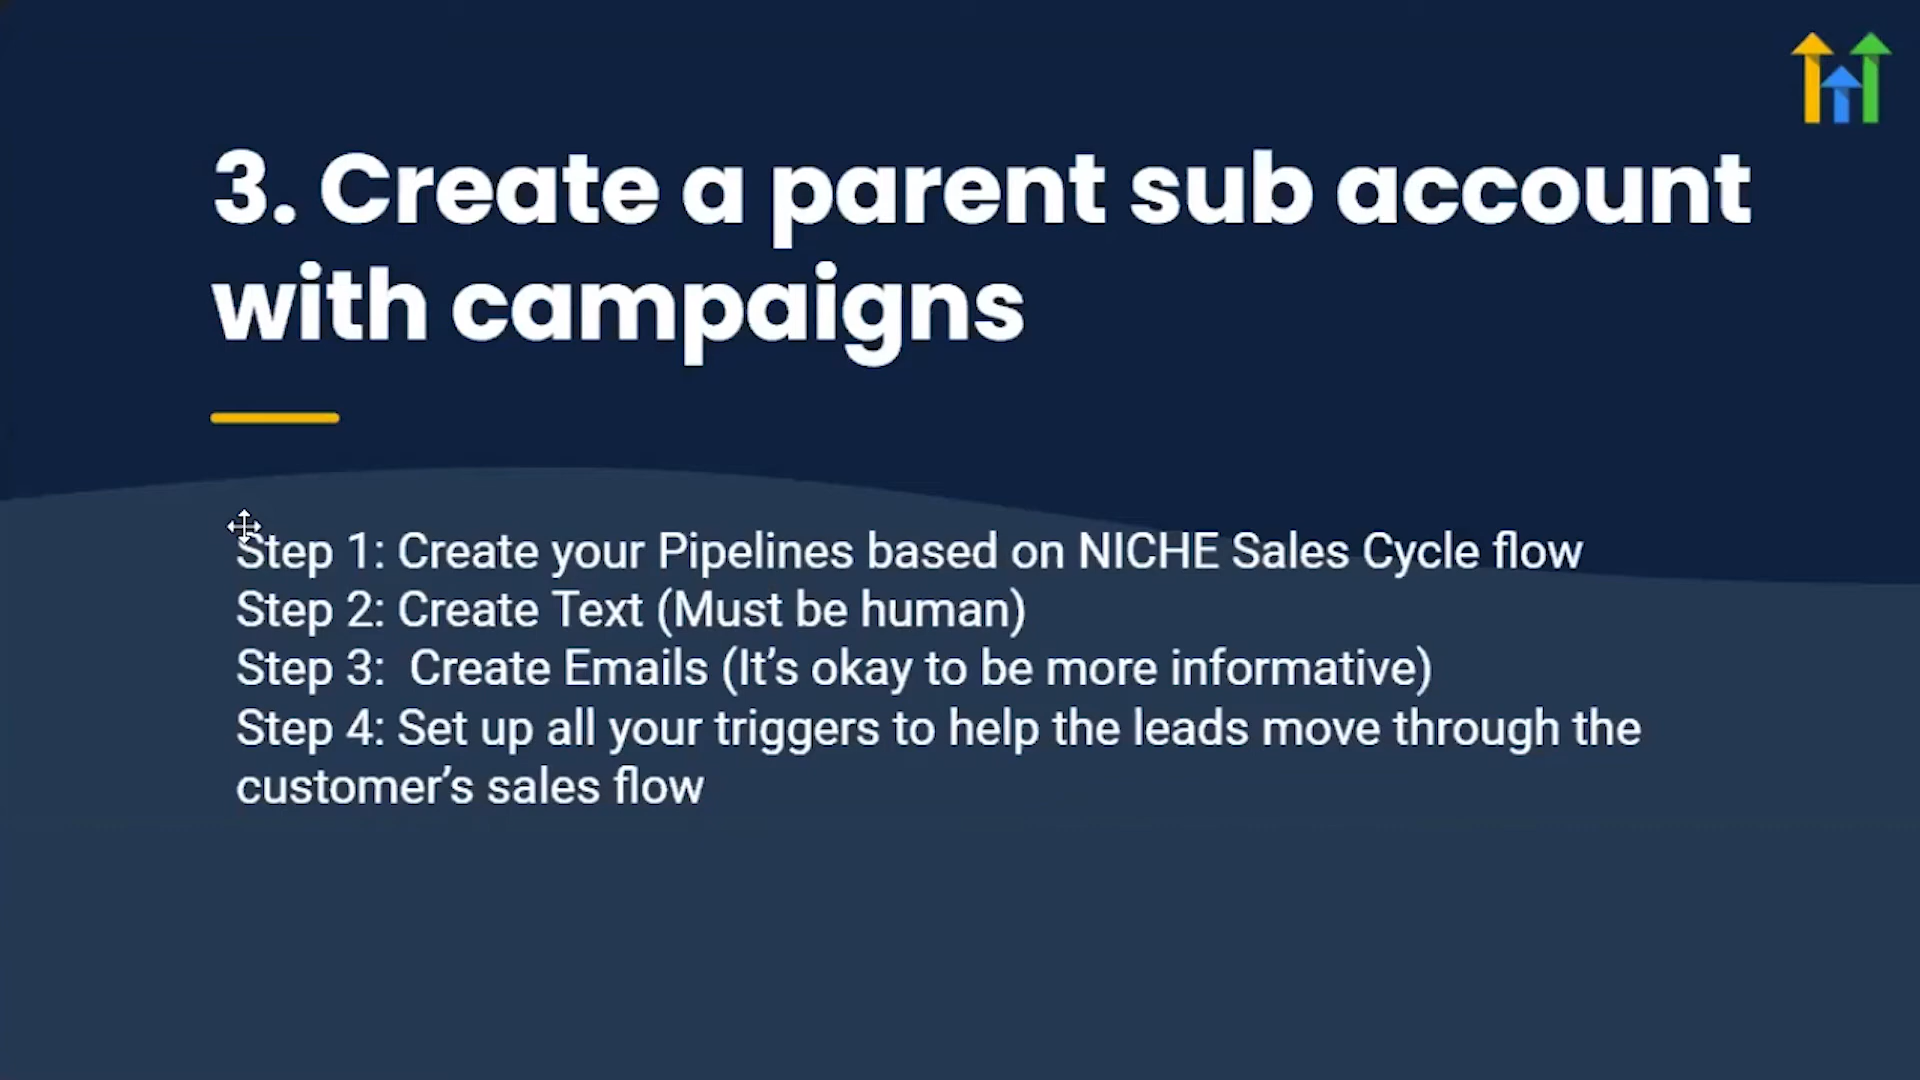 3. Create a parent sub account
with campaigns
Step 1: Create your Pipelines based on NICHE Sales Cycle flow
Step 2: Create Text (Must be human)
Step 3:  Create Emails (It’s okay to be more informative)
Step 4: Set up all your triggers to help the leads move through the
customer’s sales flow